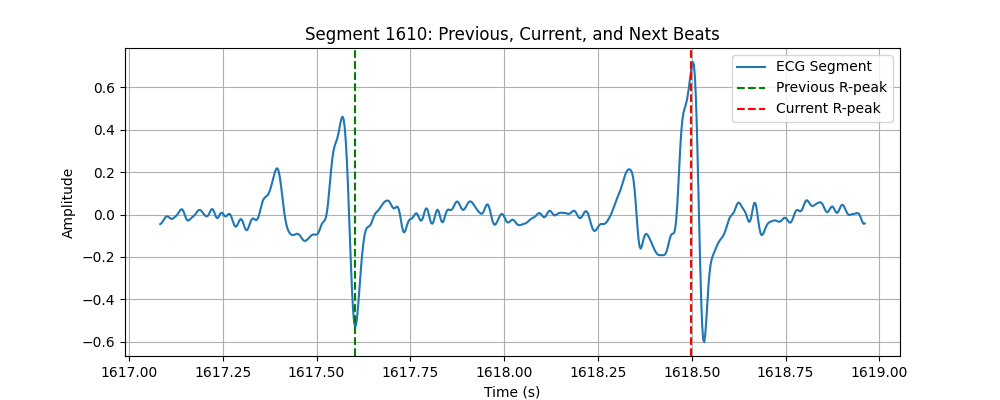 Segment 1610: Previous, Current, and Next Beats
ECG Segment
Previous R-peak
Current R-peak
Amplitude
0.6
0.4
0.2
0.0
−0.2
−0.4
−0.6
1617.00 1617.25 1617.50 1617.75 1618.00 1618.25 1618.50 1618.75 1619.00
Time (s)